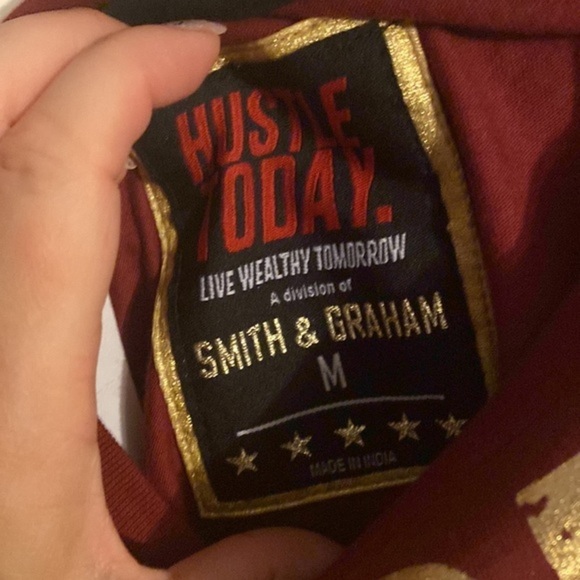 HUSTLE
TODAY.
LIVE WEALTHY TOMORROW
A division of
SMITH & GRAHAM
M
MADE IN INDIA